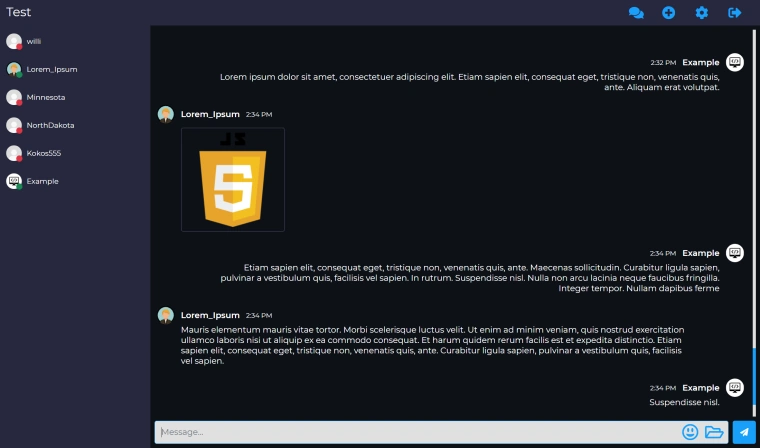 Test
willi
Lorem_Ipsum
Minnesota
NorthDakota
Kokos555
Example
2:32 PM Example
Lorem ipsum dolor sit amet, consectetuer adipiscing elit. Etiam sapien elit, consequat eget, tristique non, venenatis quis,
ante. Aliquam erat volutpat.
Lorem_Ipsum 2:34 PM
JS
5
2:34 PM Example
Etiam sapien elit, consequat eget, tristique non, venenatis quis, ante. Maecenas sollicitudin. Curabitur ligula sapien,
pulvinar a vestibulum quis, facilisis vel sapien. In rutrum. Suspendisse nisl. Nulla non arcu lacinia neque faucibus fringilla.
Integer tempor. Nullam dapibus ferme
Lorem_Ipsum 2:34 PM
Mauris elementum mauris vitae tortor. Morbi scelerisque luctus velit. Ut enim ad minim veniam, quis nostrud exercitation
ullamco laboris nisi ut aliquip ex ea commodo consequat. Et harum quidem rerum facilis est et expedita distinctio. Etiam
sapien elit, consequat eget, tristique non, venenatis quis, ante. Curabitur ligula sapien, pulvinar a vestibulum quis, facilisis
vel sapien.
2:34 PM Example
Suspendisse nisl.
Message...